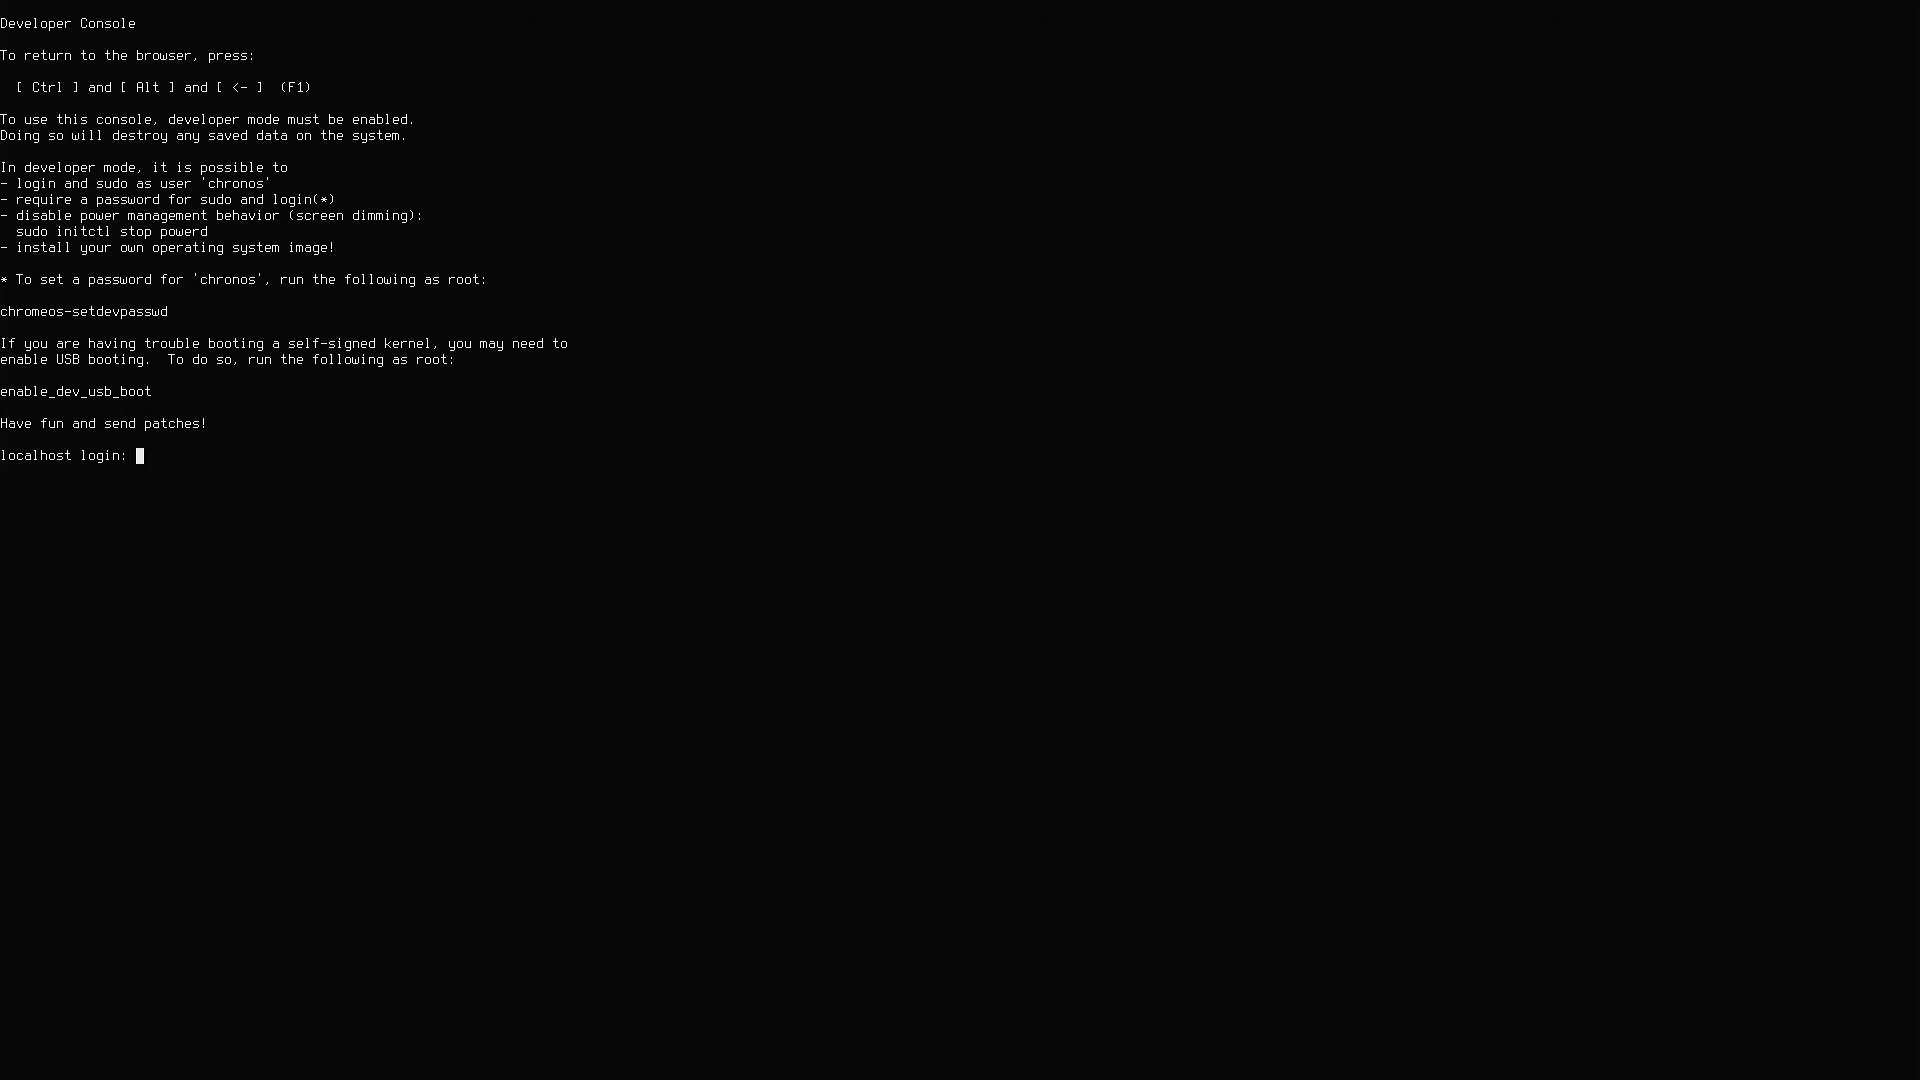 Developer Console
To return to the browser, press:
[ Ctrl ] and [ Alt ] and [ <- ]  (F1)
To use this console, developer mode must be enabled.
Doing so will destroy any saved data on the system.
In developer mode, it is possible to
- login and sudo as user 'chronos'
- require a password for sudo and login(*)
- disable power management behavior (screen dimming):
sudo initctl stop powerd
- install your own operating system image!
* To set a password for 'chronos', run the following as root:
chromeos-setdevpasswd
If you are having trouble booting a self-signed kernel, you may need to
enable USB booting.  To do so, run the following as root:
enable_dev_usb_boot
Have fun and send patches!
localhost login: